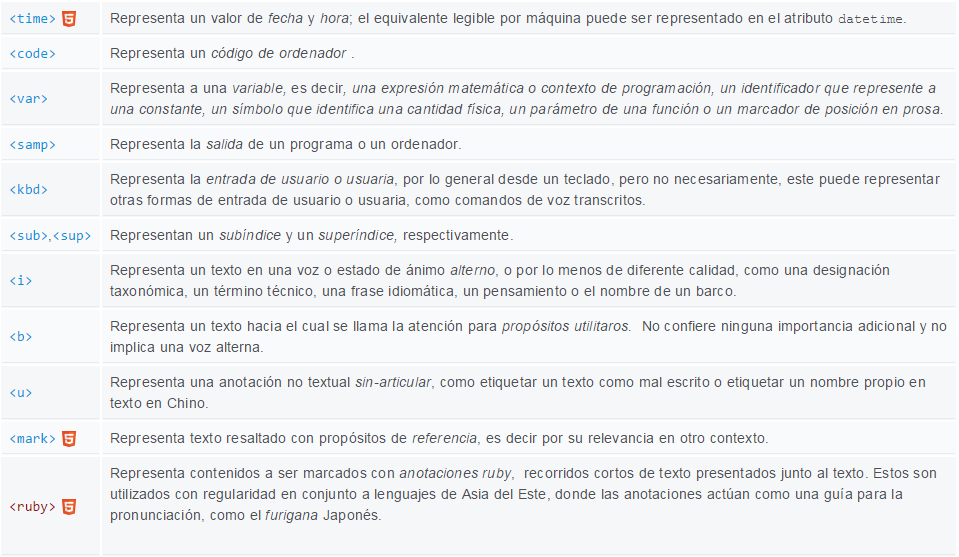 <time> 5 Representa un valor de fecha y hora; el equivalente legible por máquina puede ser representado en el atributo datetime.
<code> Representa un código de ordenador .
Representa a una variable, es decir, una expresión matemática o contexto de programación, un identificador que represente a
<var>
una constante, un símbolo que identifica una cantidad física, un parámetro de una función o un marcador de posición en prosa.
<samp> Representa la salida de un programa o un ordenador.
Representa la entrada de usuario o usuaria, por lo general desde un teclado, pero no necesariamente, este puede representar
<kbd>
otras formas de entrada de usuario o usuaria, como comandos de voz transcritos.
<sub>,<sup> Representan un subíndice y un superíndice, respectivamente.
Representa un texto en una voz o estado de ánimo alterno, o por lo menos de diferente calidad, como una designación
<i>
taxonómica, un término técnico, una frase idiomática, un pensamiento o el nombre de un barco.
Representa un texto hacia el cual se llama la atención para propósitos utilitaros. No confiere ninguna importancia adicional y no
<b>
implica una voz alterna.
Representa una anotación no textual sin-articular, como etiquetar un texto como mal escrito o etiquetar un nombre propio en
<u>
texto en Chino.
<mark> 5 Representa texto resaltado con propósitos de referencia, es decir por su relevancia en otro contexto.
Representa contenidos a ser marcados con anotaciones ruby, recorridos cortos de texto presentados junto al texto. Estos son
utilizados con regularidad en conjunto a lenguajes de Asia del Este, donde las anotaciones actúan como una guía para la
<ruby> 5
pronunciación, como el furigana Japonés.